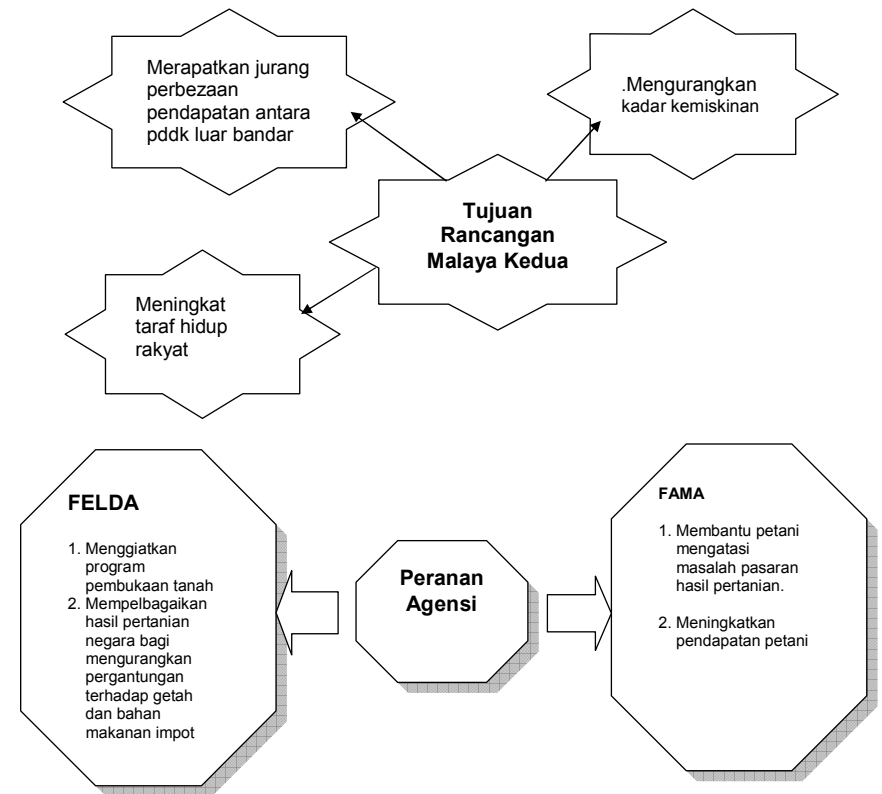 Merapatkan jurang
perbezaan
pendapatan antara
pddk luar bandar
.Mengurangkan
kadar kemiskinan
Tujuan
Rancangan
Malaya Kedua
Meningkat
taraf hidup
rakyat
FELDA
1. Menggiatkan
program
pembukaan tanah
2. Mempelbagaikan
hasil pertanian
negara bagi
mengurangkan
pergantungan
terhadap getah
dan bahan
makanan impot
Peranan
Agensi
FAMA
1. Membantu petani
mengatasi
masalah pasaran
hasil pertanian.
2. Meningkatkan
pendapatan petani